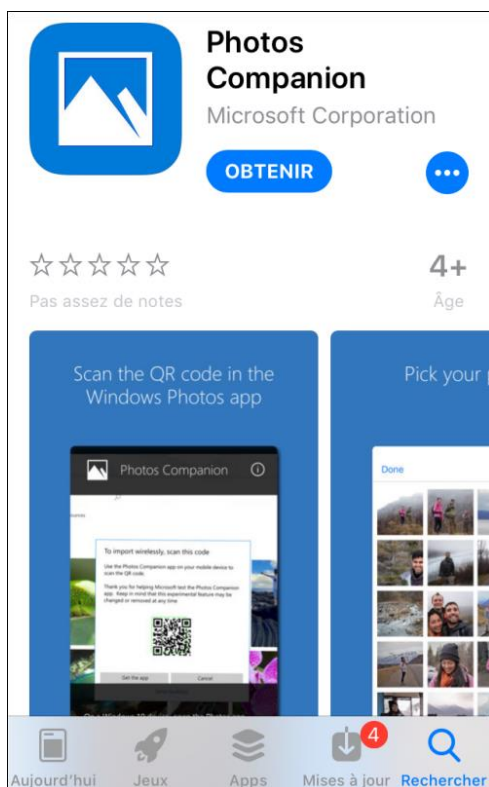 Photos
Companion
Microsoft Corporation
OBTENIR
Pas assez de notes
4+
Âge
Scan the QR code in the
Windows Photos app
Photos Companion
To import wirelessly, scan this code
Use the Photos Companion app on your mobile device to
scan the QR code.
Thank you for helping Microsoft test the Photos Companion
app. Keep in mind that this experimental feature may be
changed or removed at any time
Get the app
Cancel
Pick your
Done
4
Aujourd'hui
Jeux
Apps
Mises à jour
Rechercher